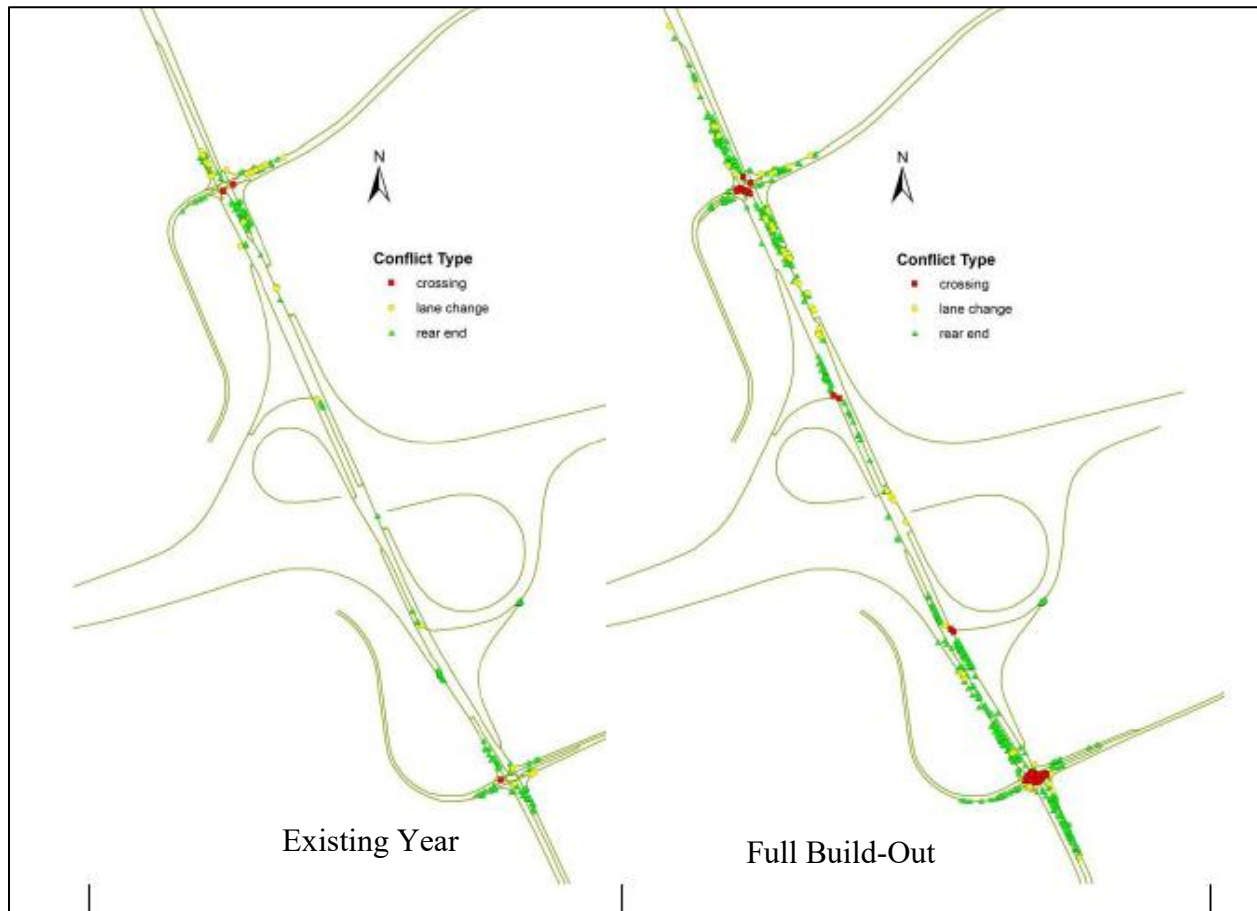 N
Conflict Type
crossing
lane change
rear end
Existing Year
N
Conflict Type
crossing
lane change
rear end
Full Build-Out